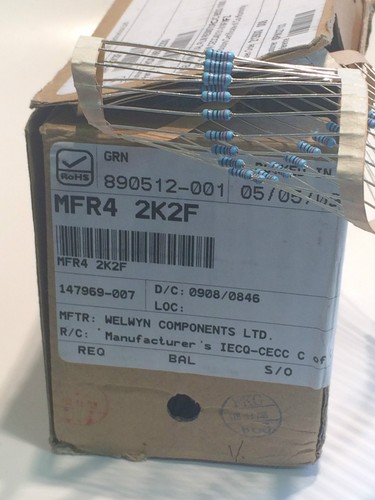 RoHS
GRN
890512-001
05/05/
MFR4 2K2F
MFR4 2K2F
147969-007
D/C: 0908/0846
LOC:
MFTR: WELWYN COMPONENTS LTD.
R/C: Manufacturer's IECQ-CECC C of
REQ BAL S/O